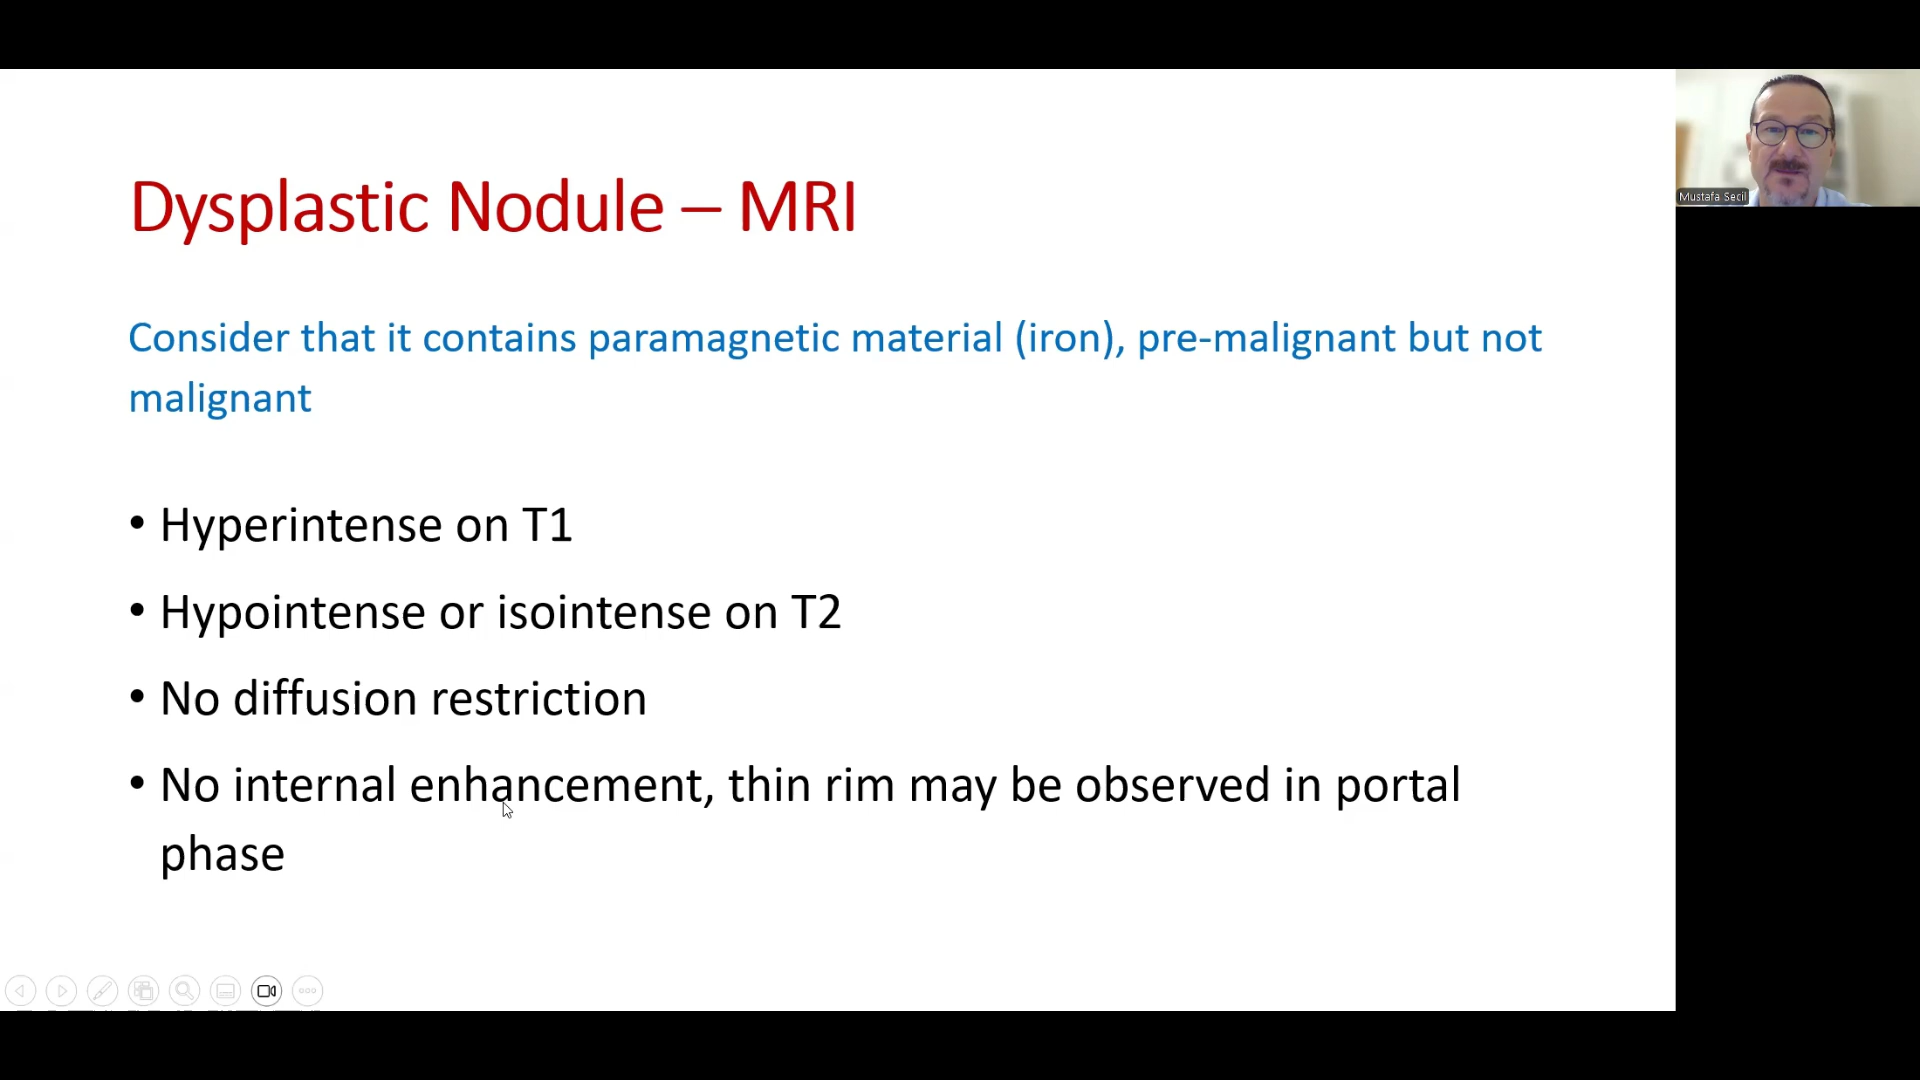 Dysplastic Nodule – MRI
Consider that it contains paramagnetic material (iron), pre-malignant but not
malignant
• Hyperintense on T1
• Hypointense or isointense on T2
• No diffusion restriction
• No internal enhancement, thin rim may be observed in portal
phase
Mustafa Secil